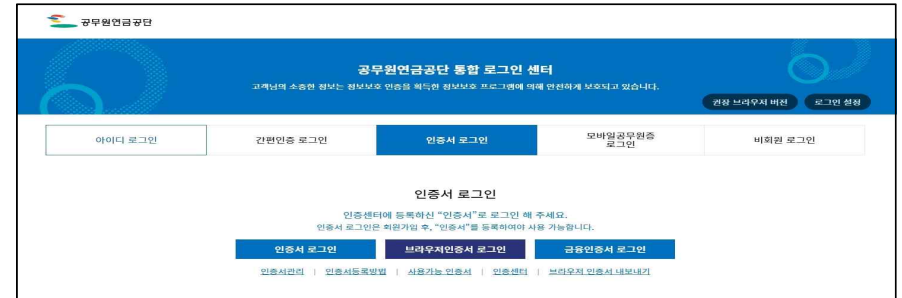 공무원연금공단
공무원연금공단 통합 로그인 센터
고객님의 소중한 정보는 정보보호 인증을 획득한 정보보호 프로그램에 의해 안전하게 보호되고 있습니다.
권장 브라우저 버전 로그인 설정
아이디 로그인 간편인증 로그인 인증서 로그인 모바일공무원증 로그인 비회원 로그인
인증서 로그인
인증센터에 등록하신 “인증서”로 로그인 해 주세요.
인증서 로그인은 회원가입 후, “인증서”를 등록하여야 사용 가능합니다.
인증서 로그인 브라우저인증서 로그인 금융인증서 로그인
인증서관리 | 인증서등록방법 | 사용가능 인증서 | 인증센터 | 브라우저 인증서 내보내기